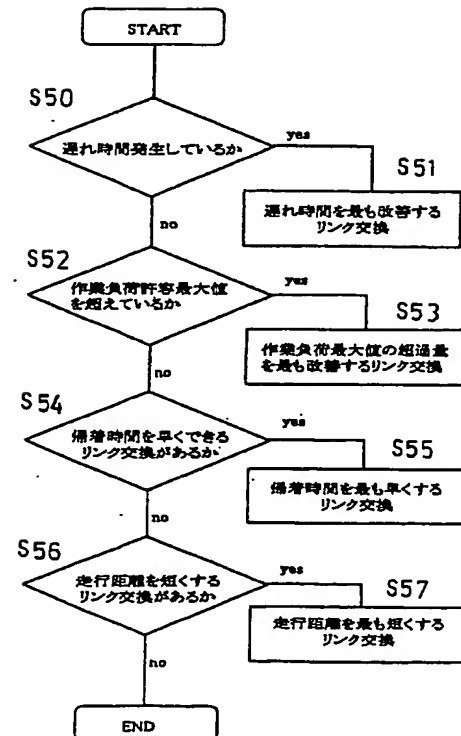 START
S50
遅れ時間発生しているか
yes
S51
遅れ時間を最も改善する
リンク交換
no
S52
作業負荷許容最大値
を超えているか
yes
S53
作業負荷最大値の超過量
を最も改善するリンク交換
no
S54
帰着時間を早くできる
リンク交換があるか
yes
S55
帰着時間を最も早くする
リンク交換
no
S56
走行距離を短くする
リンク交換があるか
yes
S57
走行距離を最も短くする
リンク交換
no
END